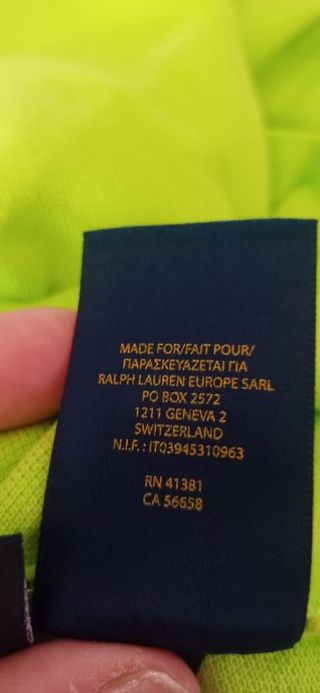 MADE FOR/FAIT POUR/
ΠΑΡΑΣΚΕΥΑΖΕΤΑΙ ΓΙΑ
RALPH LAUREN EUROPE SARL
PO BOX 2572
1211 GENEVA 2
SWITZERLAND
N.I.F. : IT03945310963
RN 41381
CA 56658